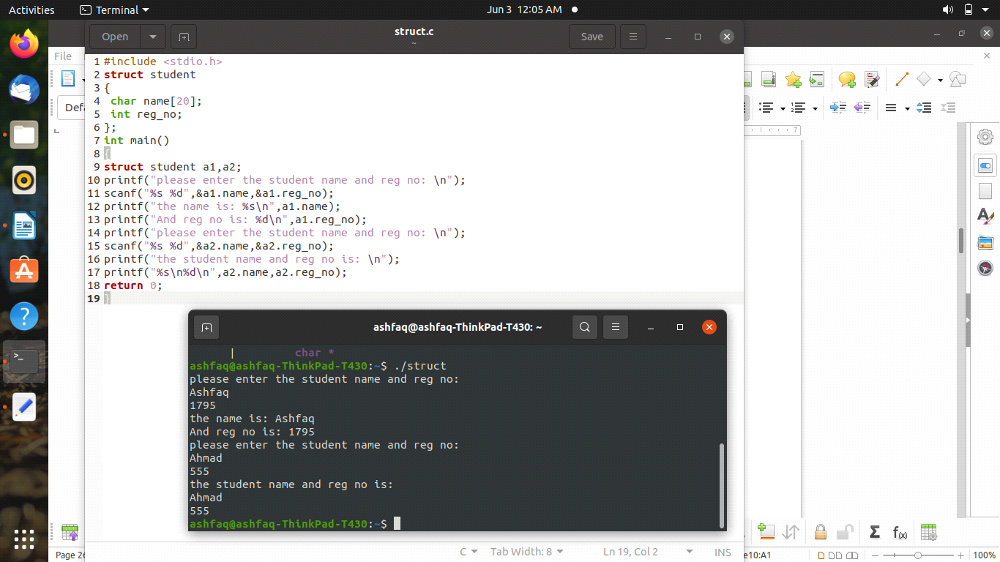 Activities
Terminal
Jun 3 12:05 AM
Open
struct.c
~
Save
File
1 #include <stdio.h>
2 struct student
3 {
4  char name[20];
5  int reg_no;
6 };
7 int main()
8 {
9 struct student a1,a2;
10 printf("please enter the student name and reg no: \n");
11 scanf("%s %d",&a1.name,&a1.reg_no);
12 printf("the name is: %s\n",a1.name);
13 printf("And reg no is: %d\n",a1.reg_no);
14 printf("please enter the student name and reg no: \n");
15 scanf("%s %d",&a2.name,&a2.reg_no);
16 printf("the student name and reg no is: \n");
17 printf("%s\n%d\n",a2.name,a2.reg_no);
18 return 0;
19 }
Defa
7
ashfaq@ashfaq-ThinkPad-T430: ~
|         char *
ashfaq@ashfaq-ThinkPad-T430:~$ ./struct
please enter the student name and reg no:
Ashfaq
1795
the name is: Ashfaq
And reg no is: 1795
please enter the student name and reg no:
Ahmad
555
the student name and reg no is:
Ahmad
555
ashfaq@ashfaq-ThinkPad-T430:~$
C
Tab Width: 8
Ln 19, Col 2
INS
Page 26
e10:A1
100%